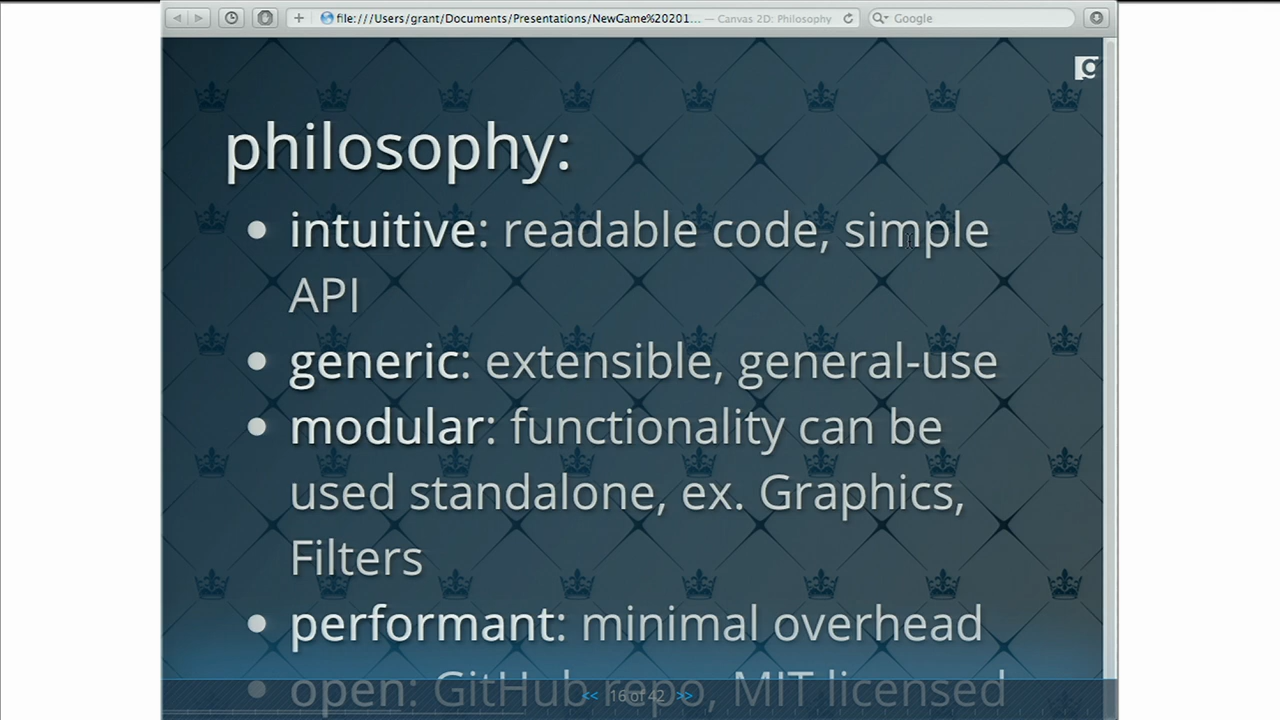 file:///Users/grant/Documents/Presentations/NewGame%20201... — Canvas 2D: Philosophy
Google
g
philosophy:
• intuitive: readable code, simple
API
• generic: extensible, general-use
• modular: functionality can be
used standalone, ex. Graphics,
Filters
• performant: minimal overhead
• open: GitHub repo, MIT licensed
<< 16 of 42 >>